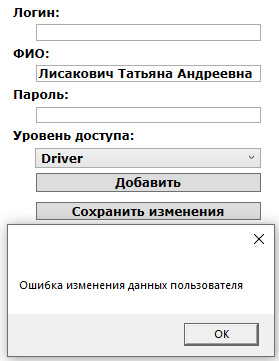 Логин:
ФИО:
Лисакович Татьяна Андреевна
Пароль:
Уровень доступа:
Driver
Добавить
Сохранить изменения
Ошибка изменения данных пользователя
OK